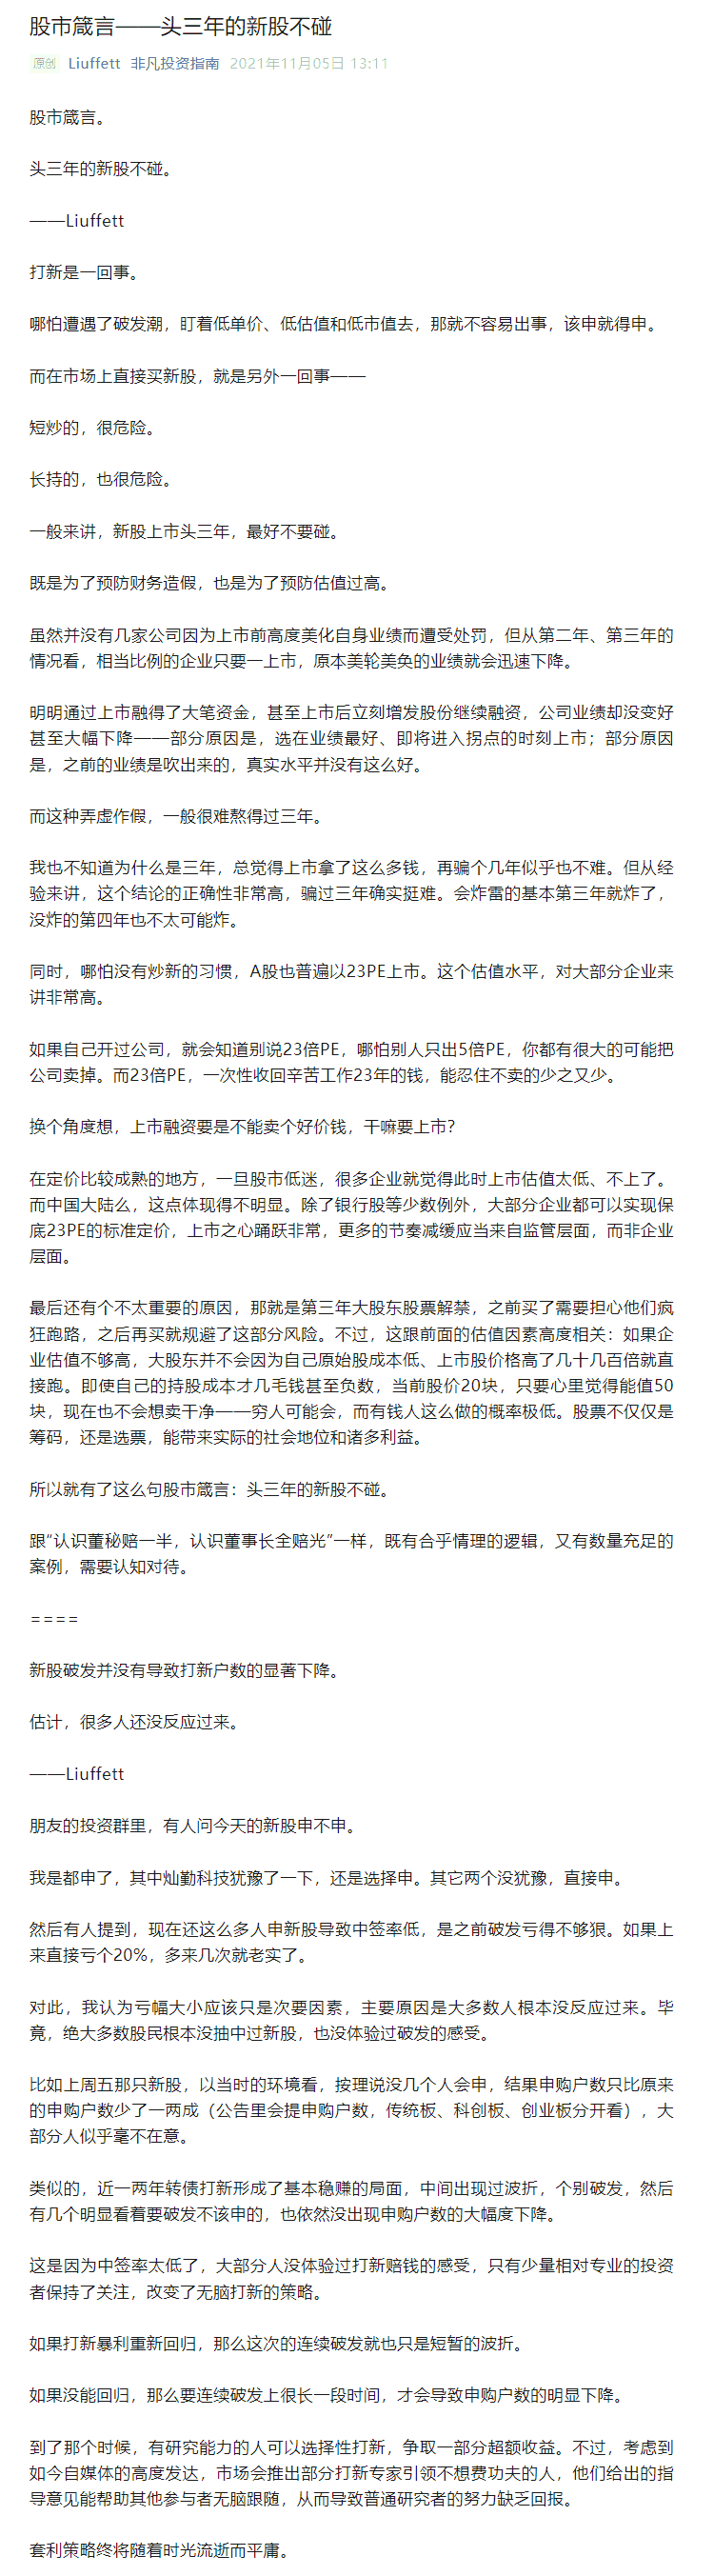 股市箴言——头三年的新股不碰
原创 Liuffett 非凡投资指南 2021年11月05日 13:11
股市箴言。
头三年的新股不碰。
——Liuffett
打新是一回事。
哪怕遭遇了破发潮，盯着低单价、低估值和低市值去，那就不容易出事，该申就得申。
而在市场上直接买新股，就是另外一回事——
短炒的，很危险。
长持的，也很危险。
一般来讲，新股上市头三年，最好不要碰。
既是为了预防财务造假，也是为了预防估值过高。
虽然并没有几家公司因为上市前高度美化自身业绩而遭受处罚，但从第二年、第三年的
情况看，相当比例的企业只要一上市，原本美轮美奂的业绩就会迅速下降。
明明通过上市融得了大笔资金，甚至上市后立刻增发股份继续融资，公司业绩却没变好
甚至大幅下降——部分原因是，选在业绩最好、即将进入拐点的时刻上市；部分原因
是，之前的业绩是吹出来的，真实水平并没有这么好。
而这种弄虚作假，一般很难熬得过三年。
我也不知道为什么是三年，总觉得上市拿了这么多钱，再骗个几年似乎也不难。但从经
验来讲，这个结论的正确性非常高，骗过三年确实挺难。会炸雷的基本第三年就炸了，
没炸的第四年也不太可能炸。
同时，哪怕没有炒新的习惯，A股也普遍以23PE上市。这个估值水平，对大部分企业来
讲非常高。
如果自己开过公司，就会知道别说23倍PE，哪怕别人只出5倍PE，你都有很大的可能把
公司卖掉。而23倍PE，一次性收回辛苦工作23年的钱，能忍住不卖的少之又少。
换个角度想，上市融资要是不能卖个好价钱，干嘛要上市？
在定价比较成熟的地方，一旦股市低迷，很多企业就觉得此时上市估值太低、不上了。
而中国大陆么，这点体现得不明显。除了银行股等少数例外，大部分企业都可以实现保
底23PE的标准定价，上市之心踊跃非常，更多的节奏减缓应当来自监管层面，而非企业
层面。
最后还有个不太重要的原因，那就是第三年大股东股票解禁，之前买了需要担心他们疯
狂跑路，之后再买就规避了这部分风险。不过，这跟前面的估值因素高度相关：如果企
业估值不够高，大股东并不会因为自己原始股成本低、上市股价格高了几十几百倍就直
接跑。即使自己的持股成本才几毛钱甚至负数，当前股价20块，只要心里觉得能值50
块，现在也不会想卖干净——穷人可能会，而有钱人这么做的概率极低。股票不仅仅是
筹码，还是选票，能带来实际的社会地位和诸多利益。
所以就有了这么句股市箴言：头三年的新股不碰。
跟“认识董秘赔一半，认识董事长全赔光”一样，既有合乎情理的逻辑，又有数量充足的
案例，需要认知对待。
====
新股破发并没有导致打新户数的显著下降。
估计，很多人还没反应过来。
——Liuffett
朋友的投资群里，有人问今天的新股申不申。
我是都申了，其中灿勤科技犹豫了一下，还是选择申。其它两个没犹豫，直接申。
然后有人提到，现在还这么多人申新股导致中签率低，是之前破发亏得不够狠。如果上
来直接亏个20%，多来几次就老实了。
对此，我认为亏幅大小应该只是次要因素，主要原因是大多数人根本没反应过来。毕
竟，绝大多数股民根本没抽中过新股，也没体验过破发的感受。
比如上周五那只新股，以当时的环境看，按理说没几个人会申，结果申购户数只比原来
的申购户数少了一两成（公告里会提申购户数，传统板、科创板、创业板分开看），大
部分人似乎毫不在意。
类似的，近一两年转债打新形成了基本稳赚的局面，中间出现过波折，个别破发，然后
有几个明显看着要破发不该申的，也依然没出现申购户数的大幅度下降。
这是因为中签率太低了，大部分人没体验过打新赔钱的感受，只有少量相对专业的投资
者保持了关注，改变了无脑打新的策略。
如果打新暴利重新回归，那么这次的连续破发就也只是短暂的波折。
如果没能回归，那么要连续破发上很长一段时间，才会导致申购户数的明显下降。
到了那个时候，有研究能力的人可以选择性打新，争取一部分超额收益。不过，考虑到
如今自媒体的高度发达，市场会推出部分打新专家引领不想费功夫的人，他们给出的指
导意见能帮助其他参与者无脑跟随，从而导致普通研究者的努力缺乏回报。
套利策略终将随着时光流逝而平庸。